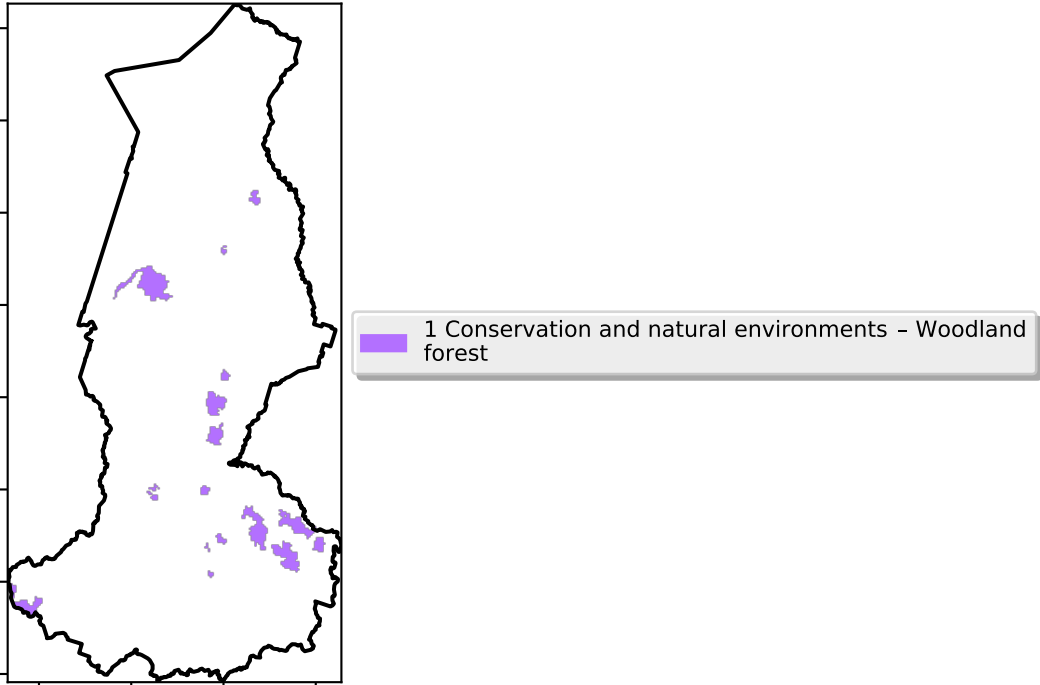 1 Conservation and natural environments – Woodland
forest